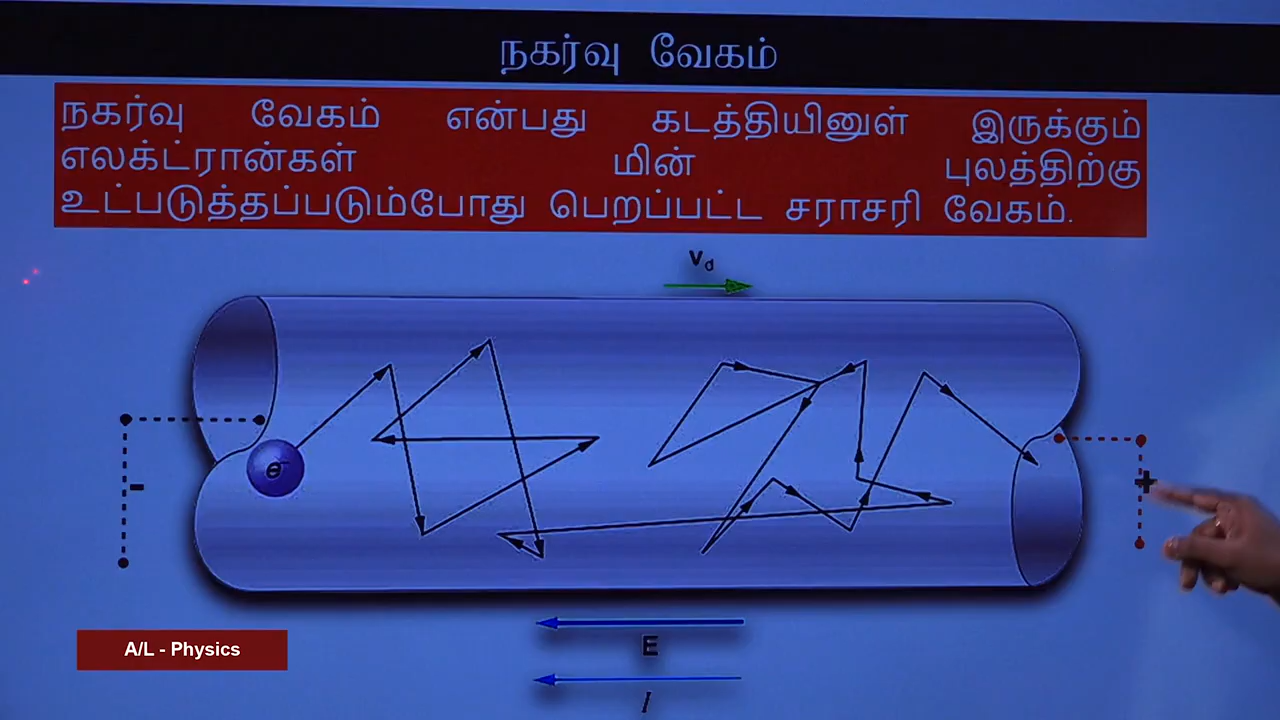 நகர்வு வேகம்
நகர்வு வேகம் என்பது கடத்தியினுள் இருக்கும்
எலக்ட்ரான்கள் மின் புலத்திற்கு
உட்படுத்தப்படும்போது பெறப்பட்ட சராசரி வேகம்.
vd
e⁻
-
+
E
I
A/L - Physics